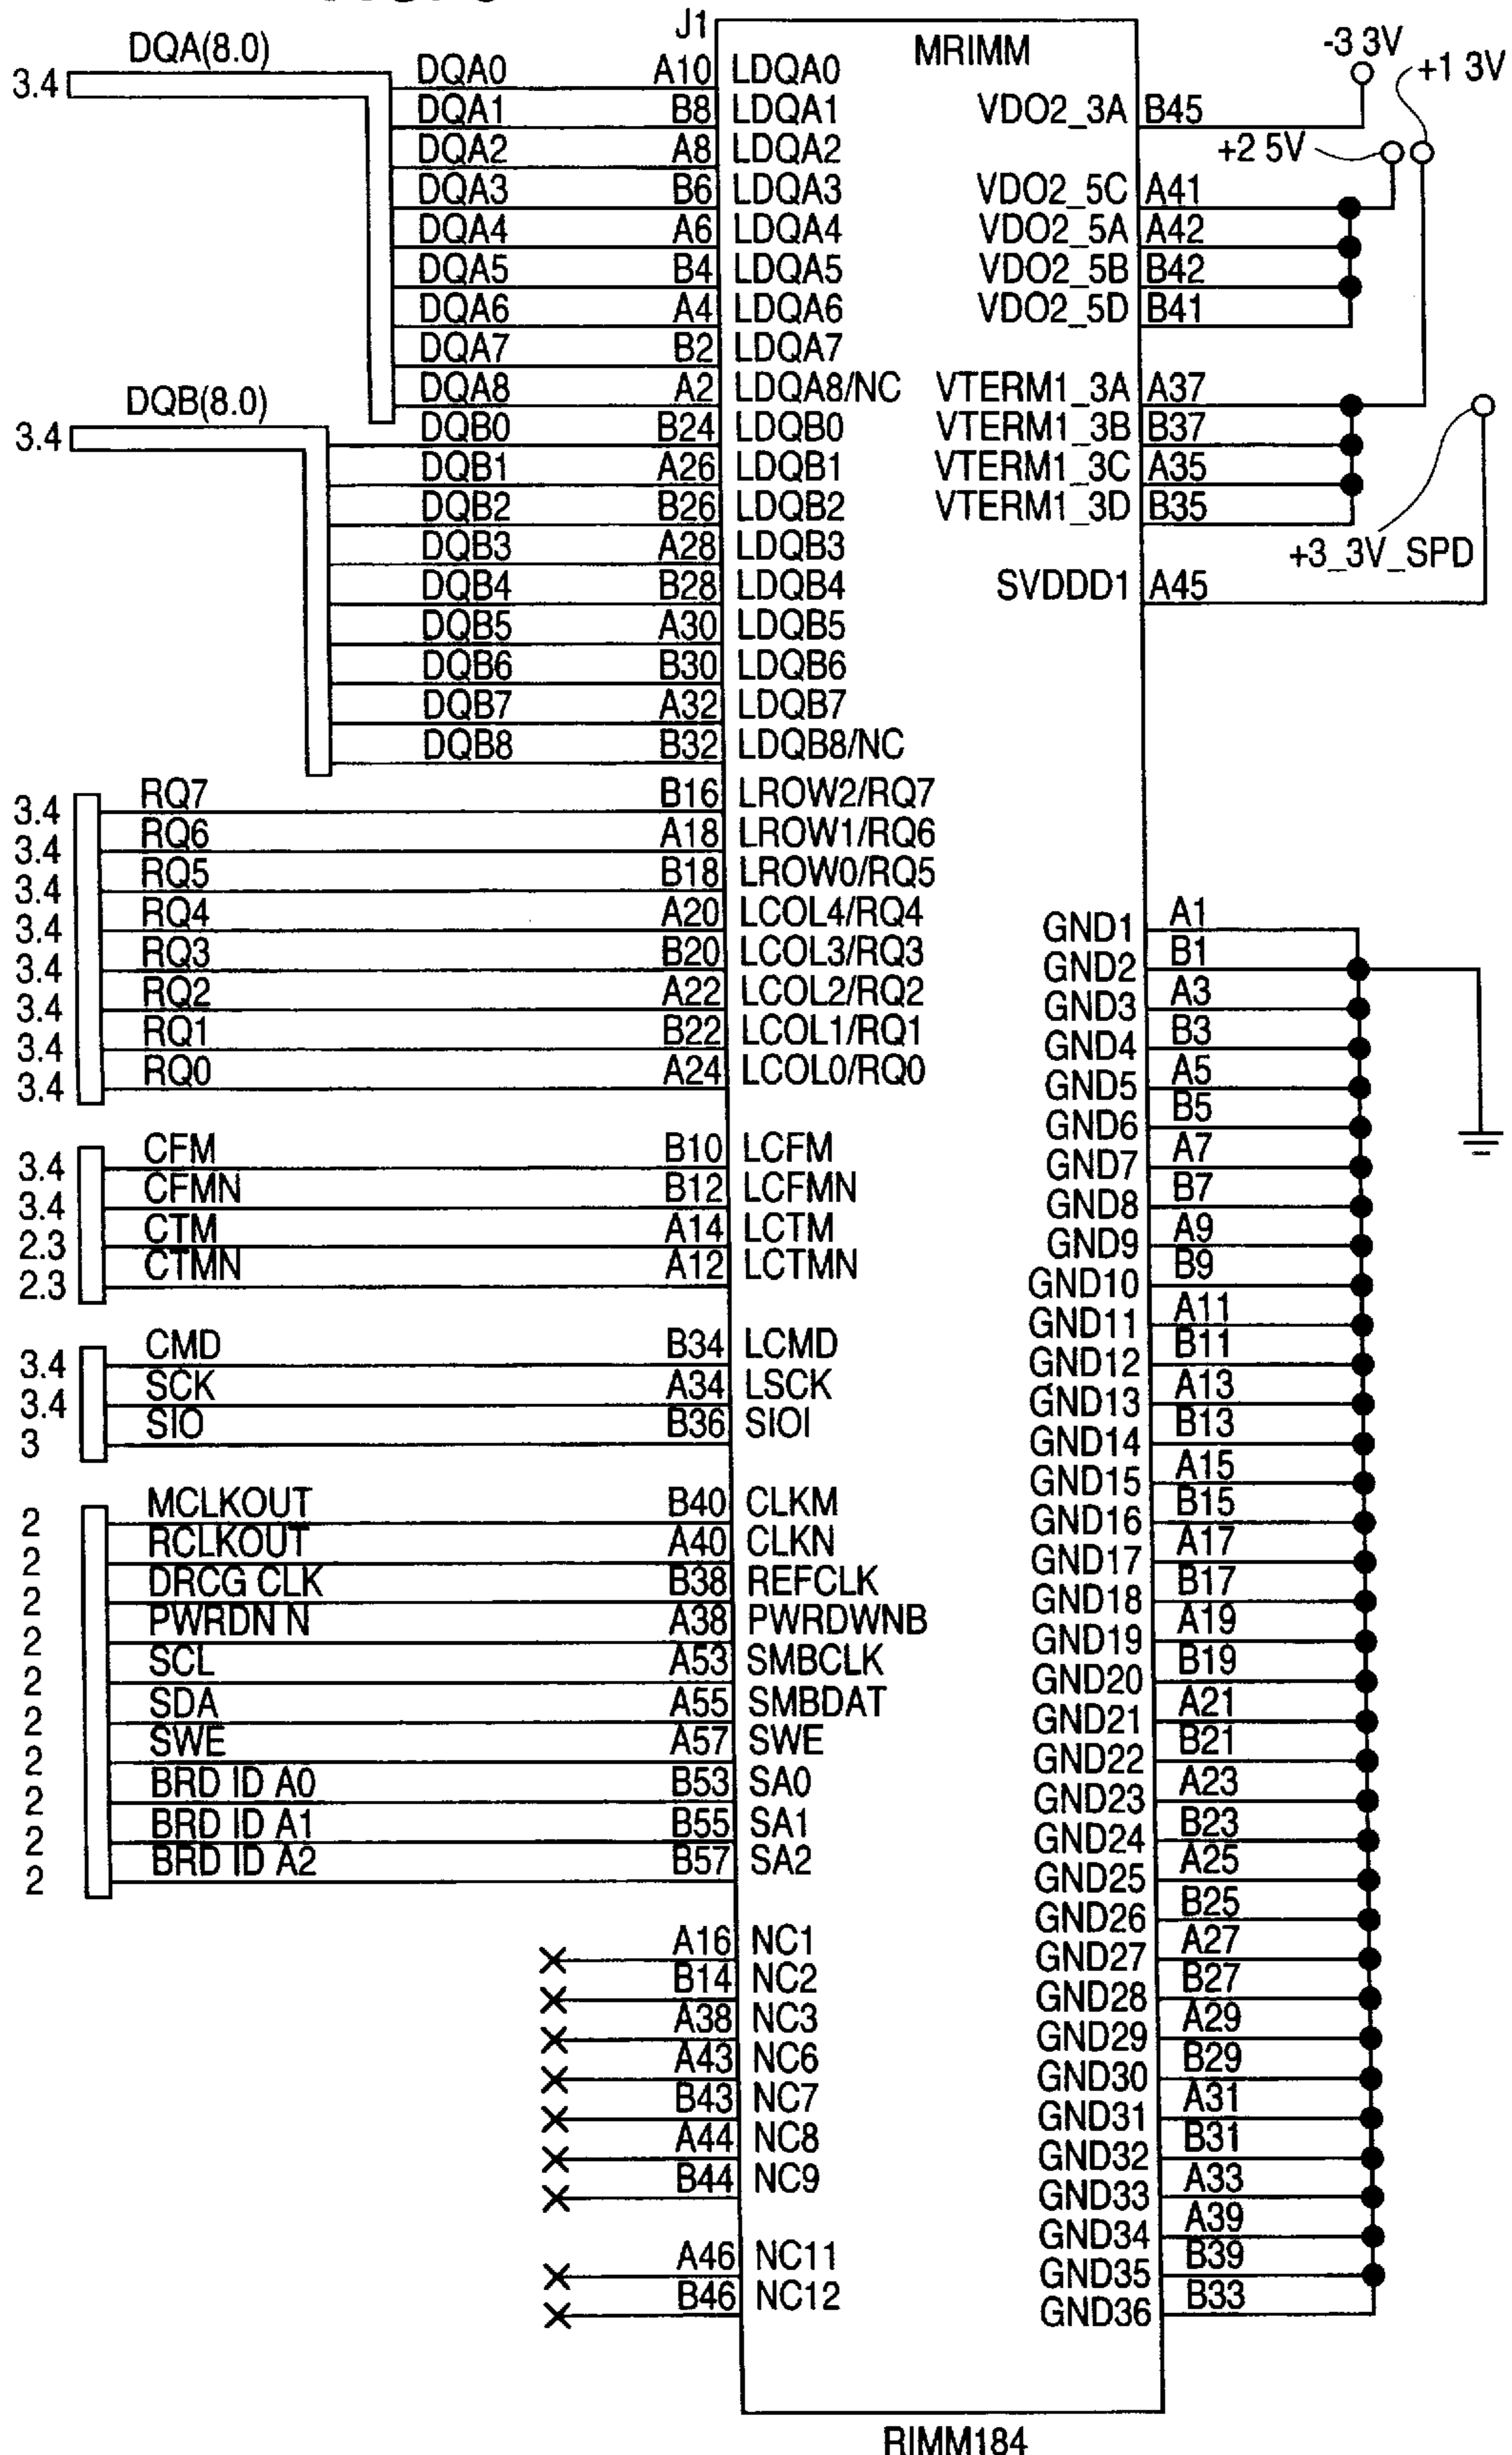 J1
MRIMM
DQA(8.0)
3.4
DQA0 A10 LDQA0
DQA1 B8 LDQA1
DQA2 A8 LDQA2
DQA3 B6 LDQA3
DQA4 A6 LDQA4
DQA5 B4 LDQA5
DQA6 A4 LDQA6
DQA7 B2 LDQA7
DQA8 A2 LDQA8/NC
DQB(8.0)
3.4
DQB0 B24 LDQB0
DQB1 A26 LDQB1
DQB2 B26 LDQB2
DQB3 A28 LDQB3
DQB4 B28 LDQB4
DQB5 A30 LDQB5
DQB6 B30 LDQB6
DQB7 A32 LDQB7
DQB8 B32 LDQB8/NC
3.4 RQ7 B16 LROW2/RQ7
3.4 RQ6 A18 LROW1/RQ6
3.4 RQ5 B18 LROW0/RQ5
3.4 RQ4 A20 LCOL4/RQ4
3.4 RQ3 B20 LCOL3/RQ3
3.4 RQ2 A22 LCOL2/RQ2
3.4 RQ1 B22 LCOL1/RQ1
3.4 RQ0 A24 LCOL0/RQ0
3.4 CFM B10 LCFM
3.4 CFMN B12 LCFMN
2.3 CTM A14 LCTM
2.3 CTMN A12 LCTMN
3.4 CMD B34 LCMD
3.4 SCK A34 LSCK
3 SIO B36 SIOI
2 MCLKOUT B40 CLKM
2 RCLKOUT A40 CLKN
2 DRCG CLK B38 REFCLK
2 PWRDN N A38 PWRDWNB
2 SCL A53 SMBCLK
2 SDA A55 SMBDAT
2 SWE A57 SWE
2 BRD ID A0 B53 SA0
2 BRD ID A1 B55 SA1
2 BRD ID A2 B57 SA2
A16 NC1
B14 NC2
A38 NC3
A43 NC6
B43 NC7
A44 NC8
B44 NC9
A46 NC11
B46 NC12
-3 3V
+1 3V
VDO2_3A B45
+2 5V
VDO2_5C A41
VDO2_5A A42
VDO2_5B B42
VDO2_5D B41
VTERM1_3A A37
VTERM1_3B B37
VTERM1_3C A35
VTERM1_3D B35
+3_3V_SPD
SVDDD1 A45
GND1 A1
GND2 B1
GND3 A3
GND4 B3
GND5 A5
GND6 B5
GND7 A7
GND8 B7
GND9 A9
GND10 B9
GND11 A11
GND12 B11
GND13 A13
GND14 B13
GND15 A15
GND16 B15
GND17 A17
GND18 B17
GND19 A19
GND20 B19
GND21 A21
GND22 B21
GND23 A23
GND24 B23
GND25 A25
GND26 B25
GND27 A27
GND28 B27
GND29 A29
GND30 B29
GND31 A31
GND32 B31
GND33 A33
GND34 A39
GND35 B39
GND36 B33
RIMM184